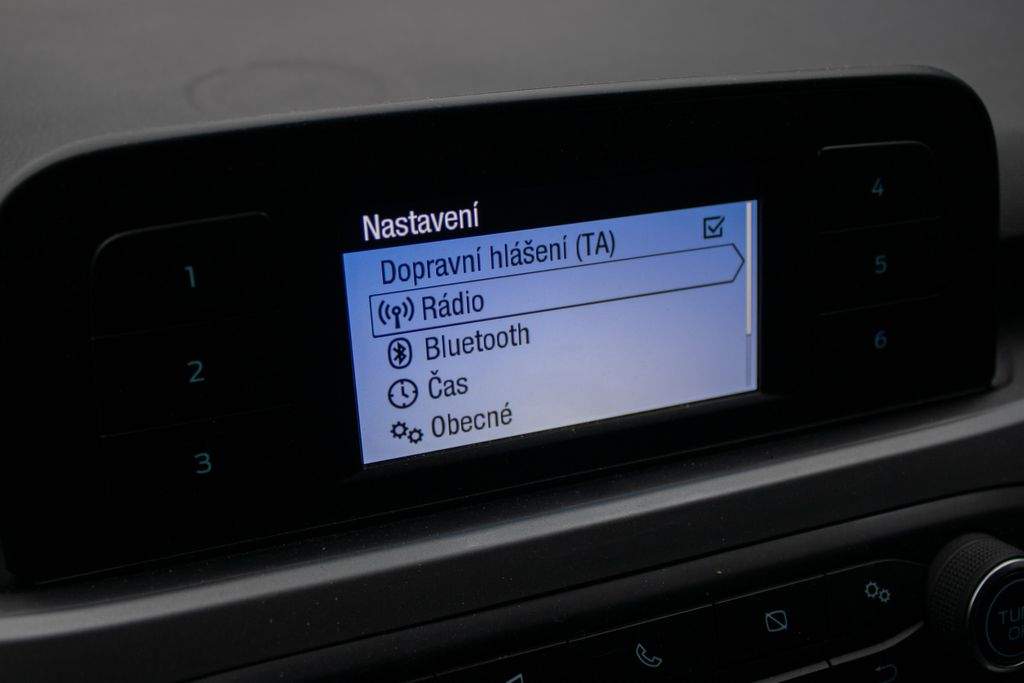 Nastavení
Dopravní hlášení (TA)
Rádio
Bluetooth
Čas
Obecné
1
2
3
4
5
6